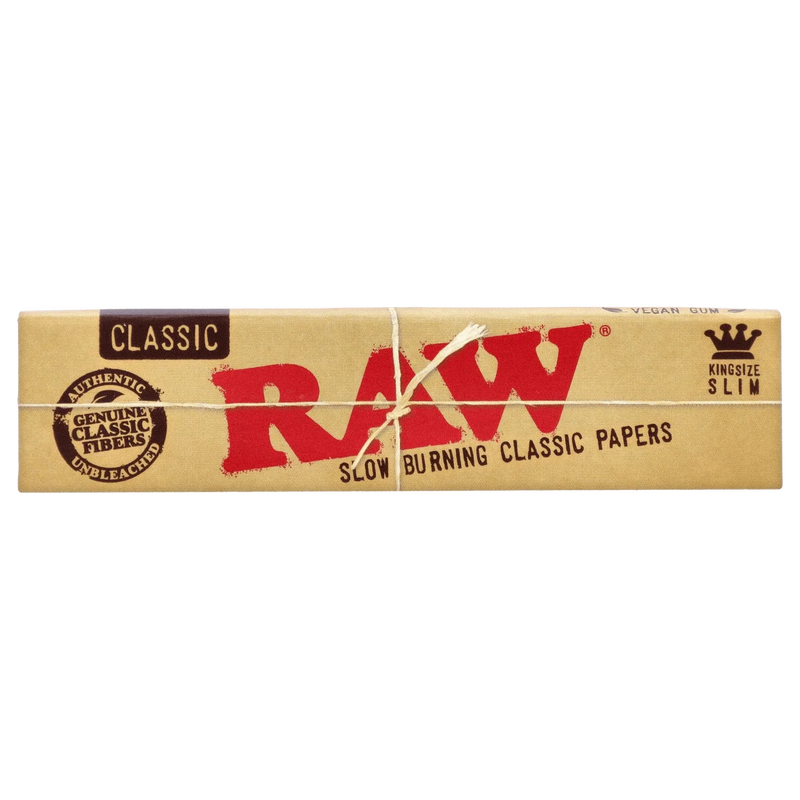 CLASSIC
VEGAN GUM
RAW®
KINGSIZE
SLIM
AUTHENTIC
GENUINE
CLASSIC
FIBERS
UNBLEACHED
SLOW BURNING CLASSIC PAPERS